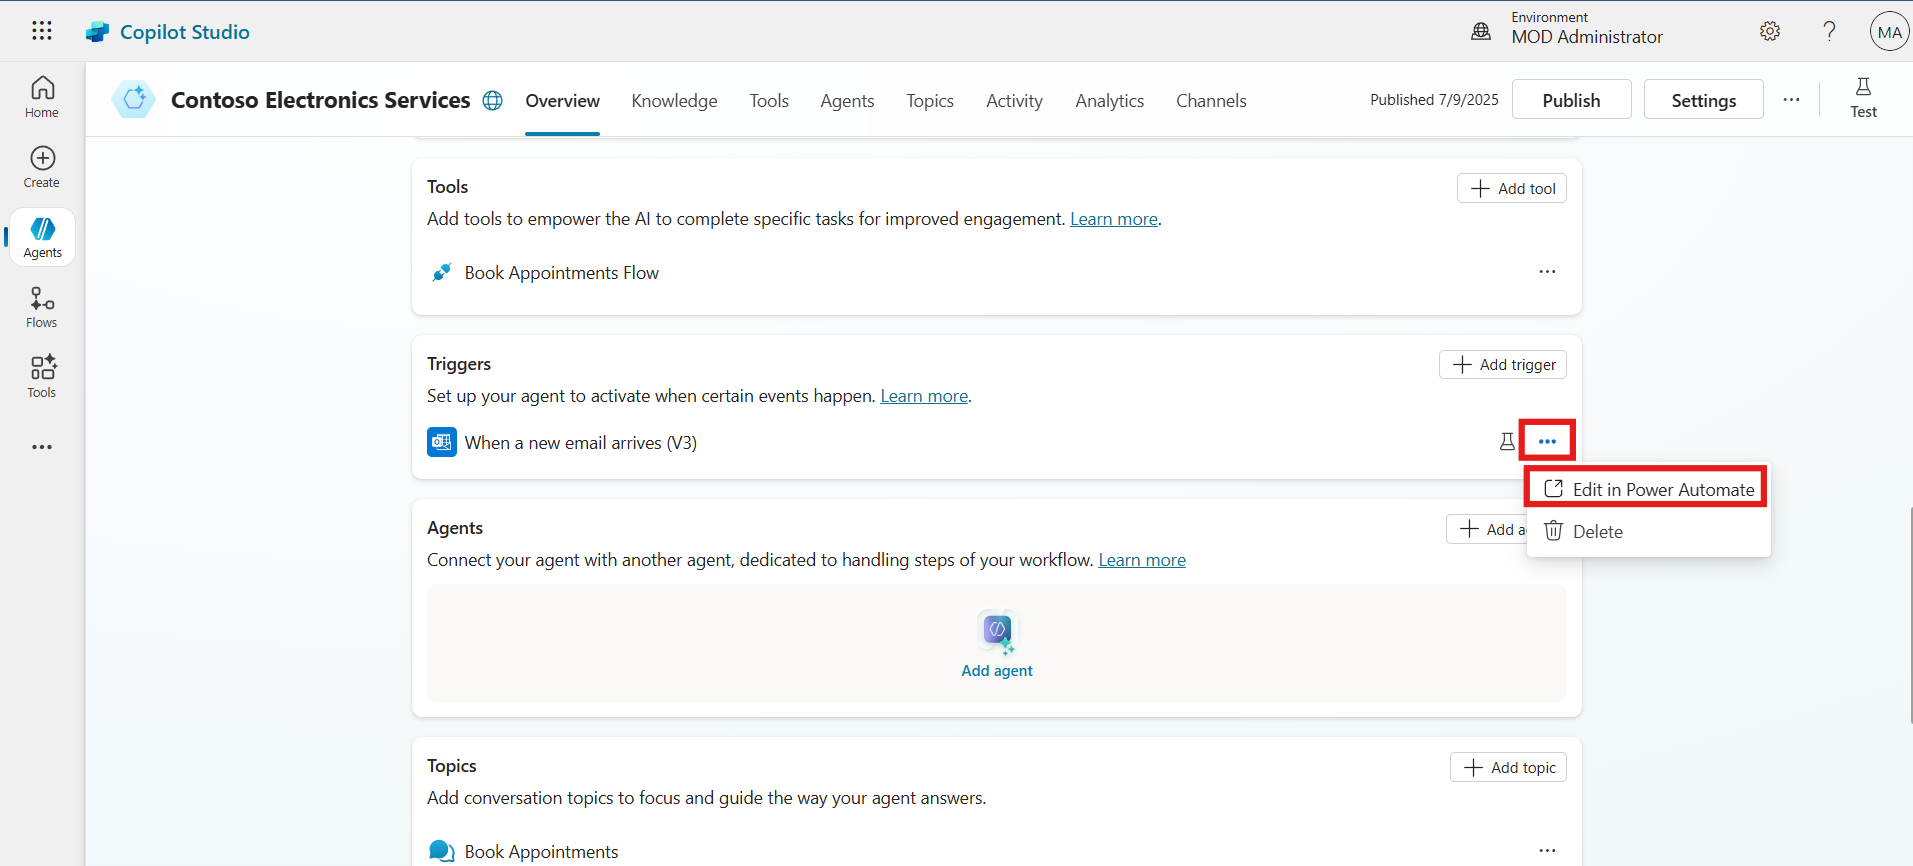 Copilot Studio
Environment
MOD Administrator
?
MA
Home
Create
Agents
Flows
Tools
Contoso Electronics Services
Overview
Knowledge
Tools
Agents
Topics
Activity
Analytics
Channels
Published 7/9/2025
Publish
Settings
Test
Tools
Add tool
Add tools to empower the AI to complete specific tasks for improved engagement. Learn more.
Book Appointments Flow
Triggers
Add trigger
Set up your agent to activate when certain events happen. Learn more.
When a new email arrives (V3)
Edit in Power Automate
Delete
Agents
Add a
Connect your agent with another agent, dedicated to handling steps of your workflow. Learn more
Add agent
Topics
Add topic
Add conversation topics to focus and guide the way your agent answers.
Book Appointments